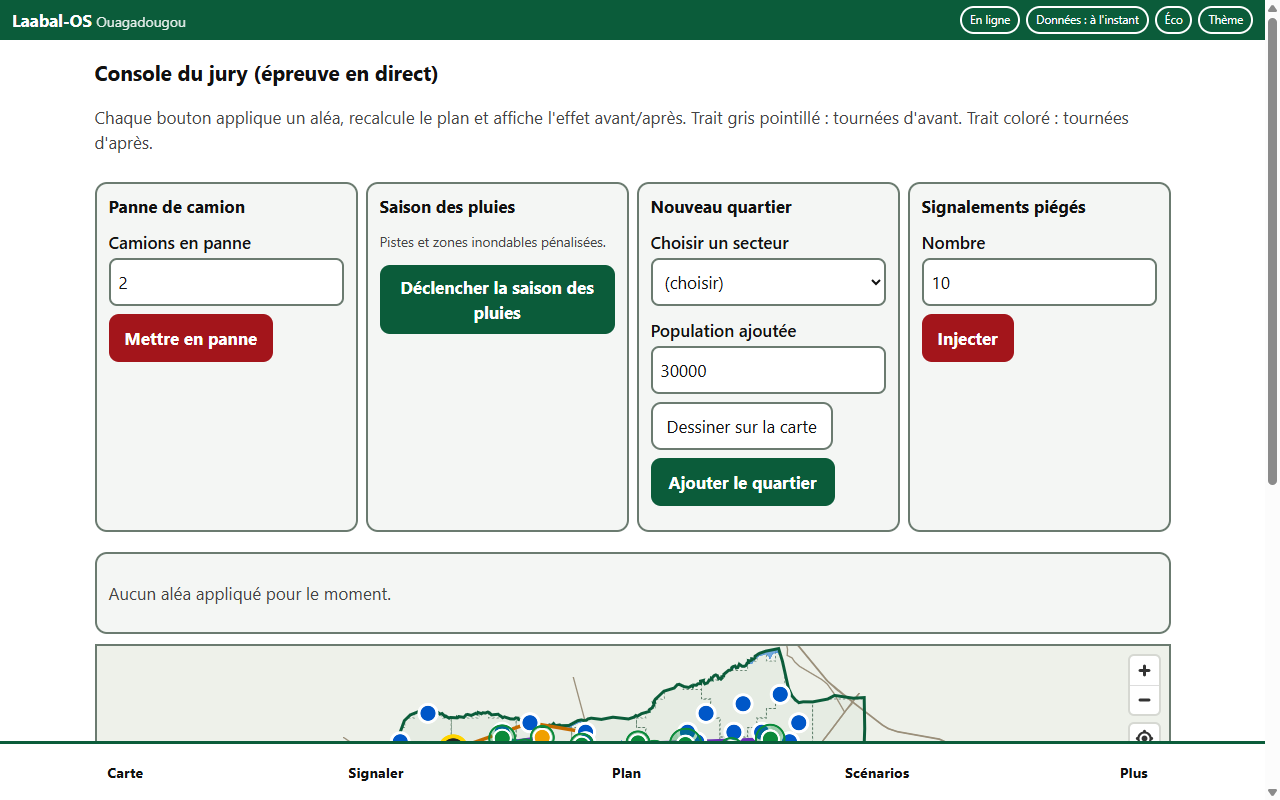 Laabal-OS Ouagadougou
En ligne
Données : à l'instant
Éco
Thème
Console du jury (épreuve en direct)
Chaque bouton applique un aléa, recalcule le plan et affiche l'effet avant/après. Trait gris pointillé : tournées d'avant. Trait coloré : tournées
d'après.
Panne de camion
Camions en panne
2
Mettre en panne
Saison des pluies
Pistes et zones inondables pénalisées.
Déclencher la saison des
pluies
Nouveau quartier
Choisir un secteur
(choisir)
Population ajoutée
30000
Dessiner sur la carte
Ajouter le quartier
Signalements piégés
Nombre
10
Injecter
Aucun aléa appliqué pour le moment.
+
−
Carte
Signaler
Plan
Scénarios
Plus